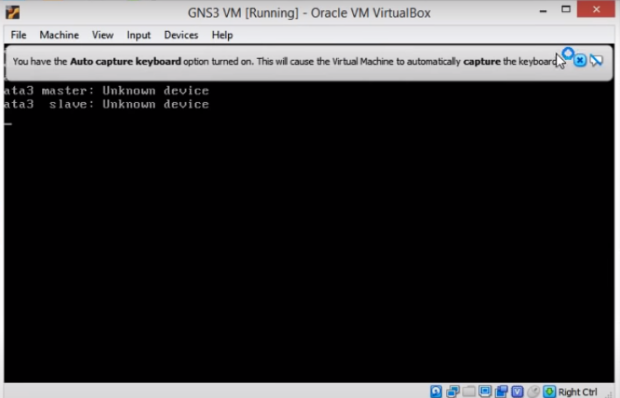 GNS3 VM [Running] - Oracle VM VirtualBox
File Machine View Input Devices Help
You have the Auto capture keyboard option turned on. This will cause the Virtual Machine to automatically capture the keyboard
ata3 master: Unknown device
ata3  slave: Unknown device
Right Ctrl